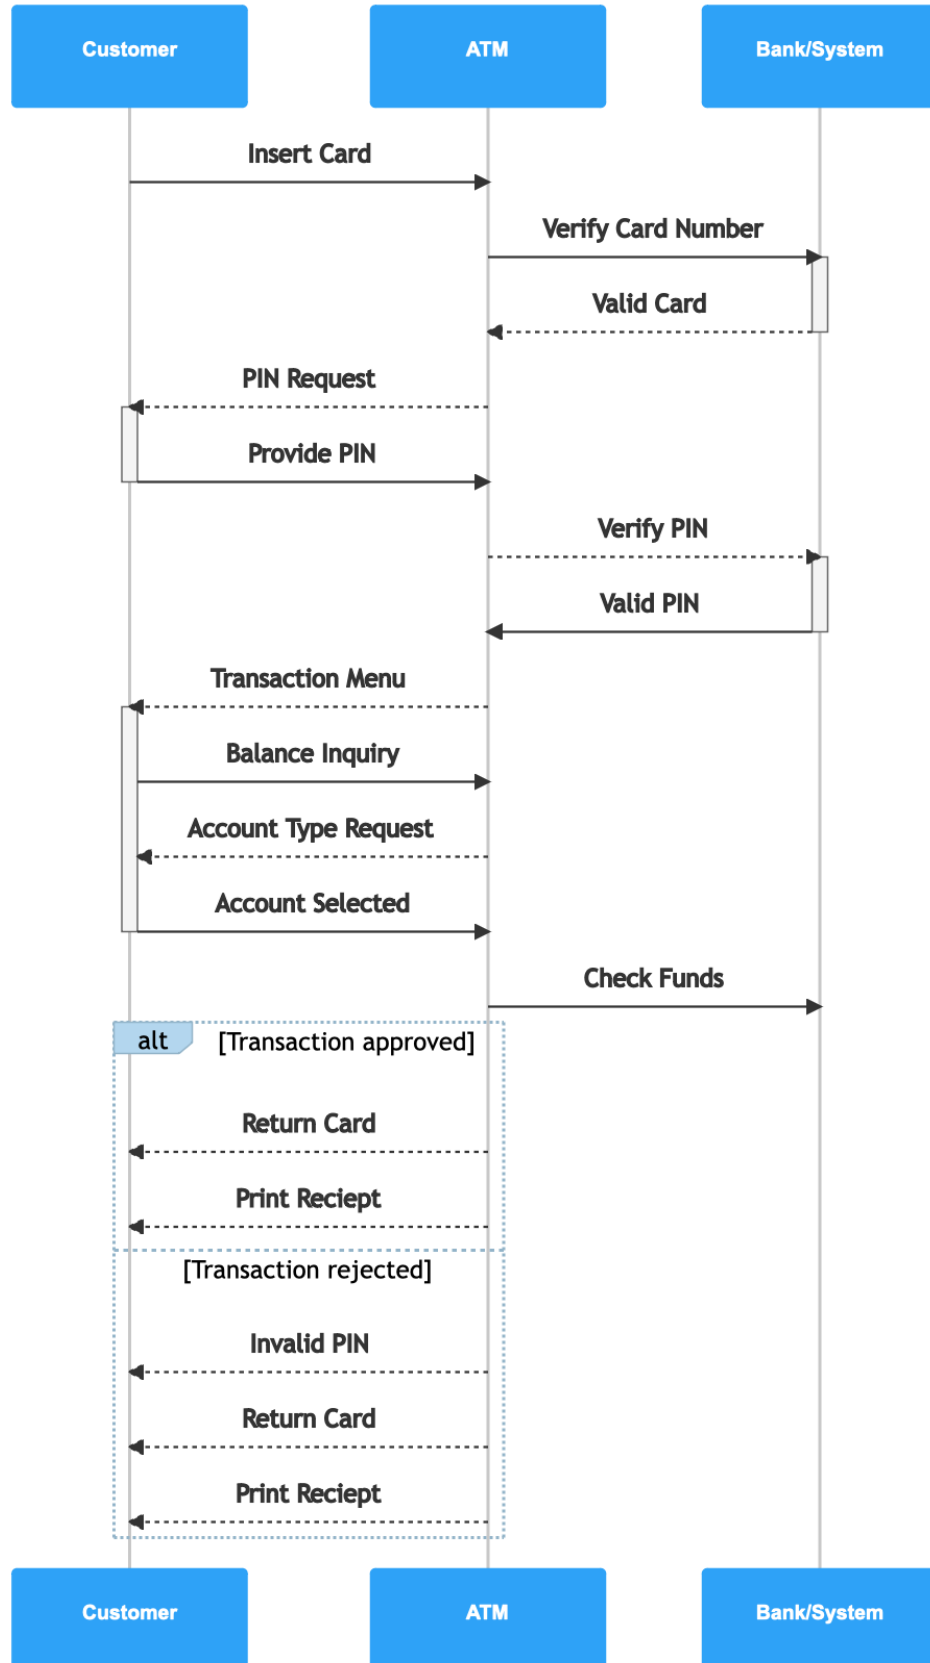 Customer
ATM
Bank/System
Insert Card
Verify Card Number
Valid Card
PIN Request
Provide PIN
Verify PIN
Valid PIN
Transaction Menu
Balance Inquiry
Account Type Request
Account Selected
Check Funds
alt
[Transaction approved]
Return Card
Print Reciept
[Transaction rejected]
Invalid PIN
Return Card
Print Reciept
Customer
ATM
Bank/System